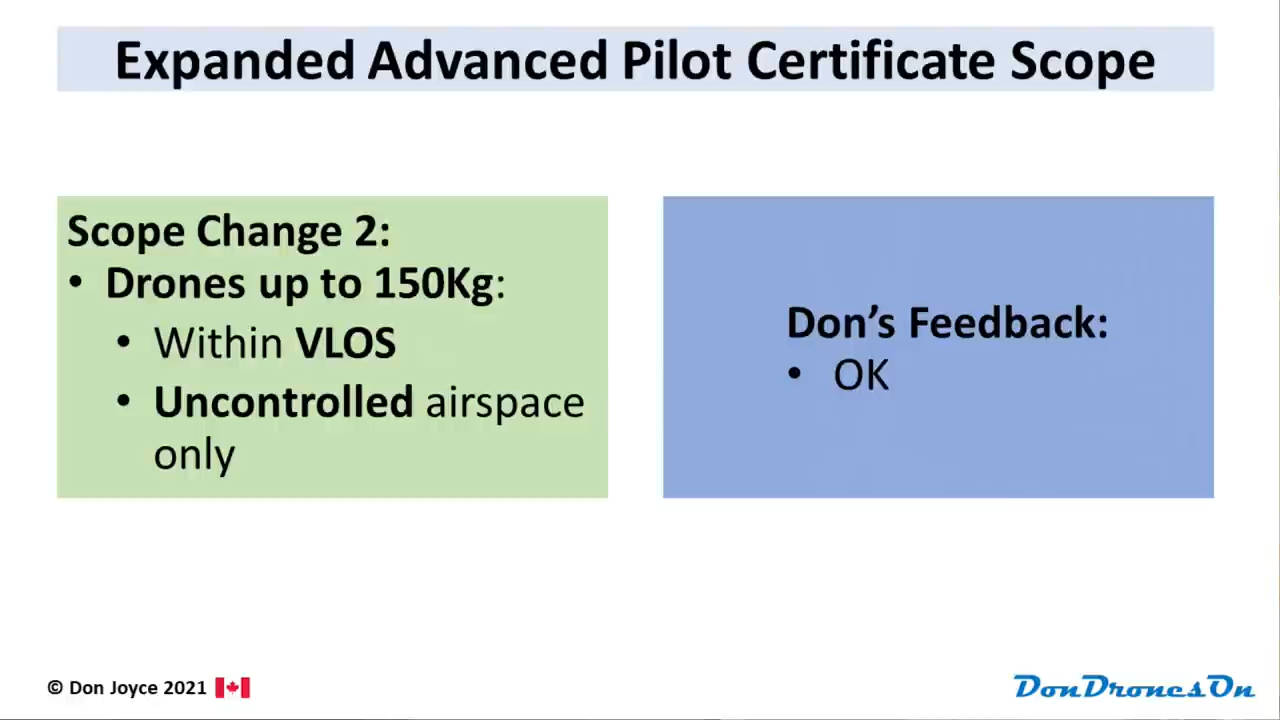 Expanded Advanced Pilot Certificate Scope
Scope Change 2:
• Drones up to 150Kg:
• Within VLOS
• Uncontrolled airspace
only
Don’s Feedback:
• OK
© Don Joyce 2021
DonDronesOn